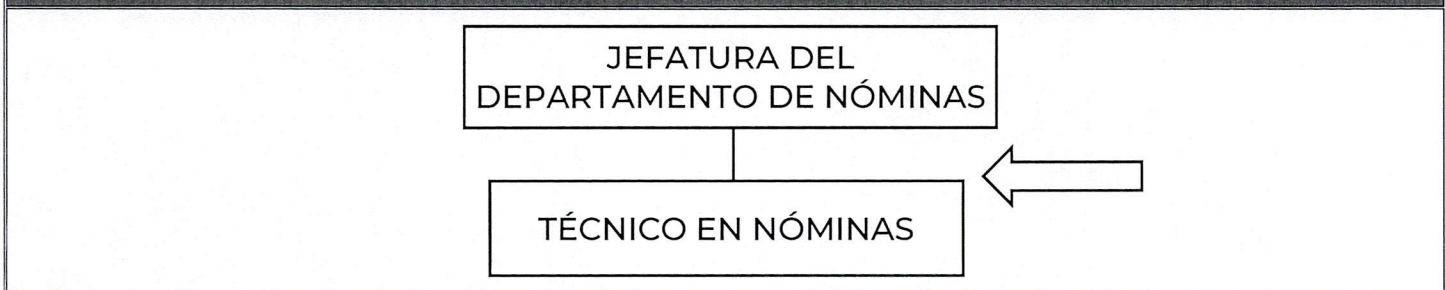 JEFATURA DEL
DEPARTAMENTO DE NÓMINAS
TÉCNICO EN NÓMINAS